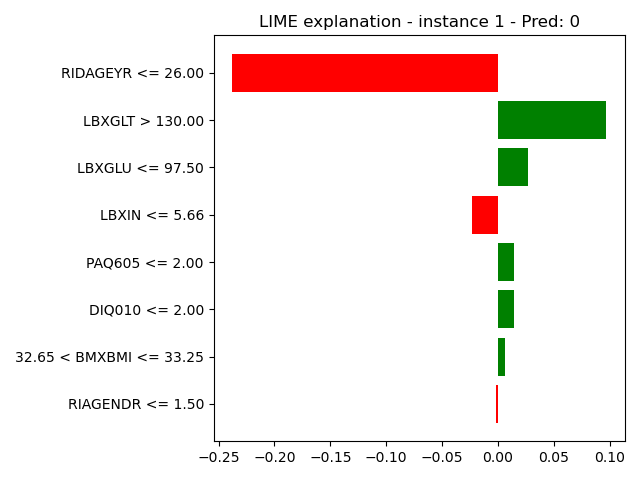 LIME explanation - instance 1 - Pred: 0
RIDAGEYR <= 26.00
LBXGLT > 130.00
LBXGLU <= 97.50
LBXIN <= 5.66
PAQ605 <= 2.00
DIQ010 <= 2.00
32.65 < BMXBMI <= 33.25
RIAGENDR <= 1.50
−0.25 −0.20 −0.15 −0.10 −0.05 0.00 0.05 0.10